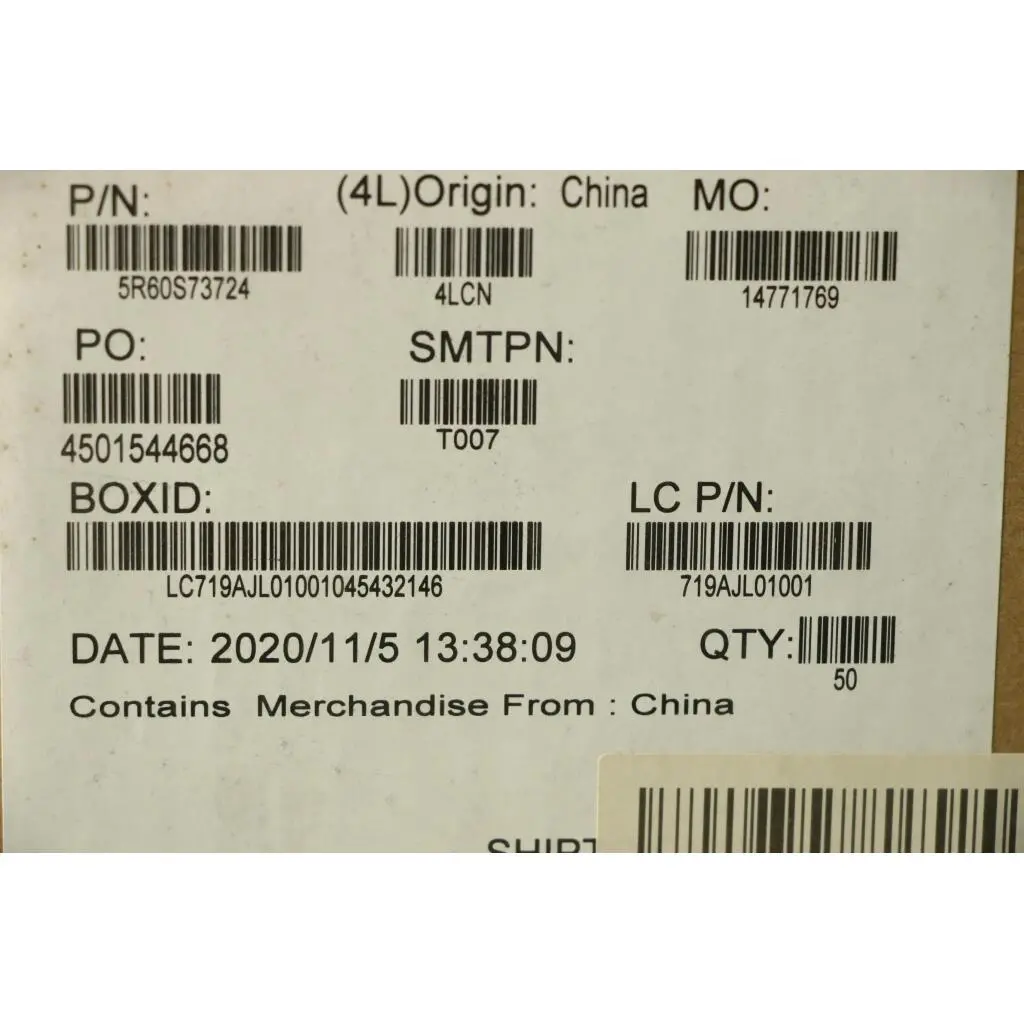 P/N: (4L)Origin: China MO:
5R60S73724 4LCN 14771769
PO: SMTPN:
4501544668 T007
BOXID: LC P/N:
LC719AJL01001045432146 719AJL01001
DATE: 2020/11/5 13:38:09 QTY:
50
Contains Merchandise From : China